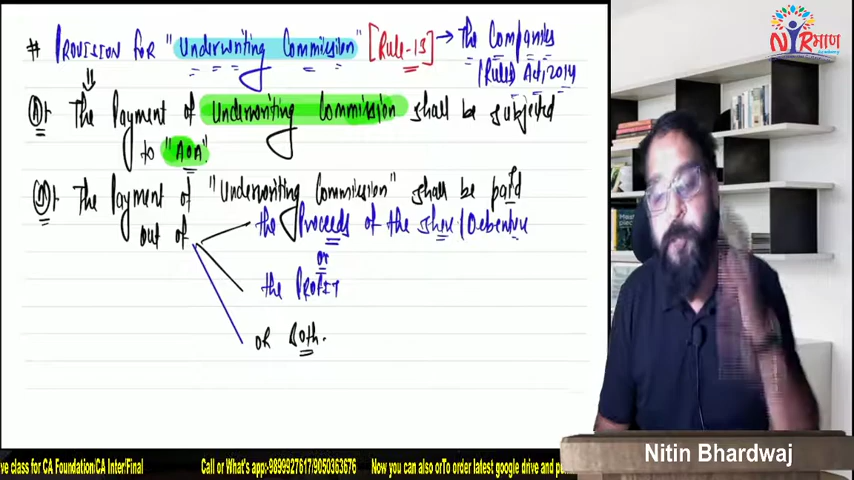 # PROVISION for "Underwriting Commission" [Rule-13] → The Companies
(Rules) Act, 2014
(A)→ The Payment of Underwriting Commission shall be subjected
to "AOA"
(B)→ The Payment of "Underwriting Commission" shall be paid
out of
the Proceeds of the share/Debenture
or
the PROFIT
OR Both.
NIRमाण
Academy
Nitin Bhardwaj
ve class for CA Foundation/CA Inter/Final Call or What's app:-9899927617/9050363676 Now you can also orTo order latest google drive and p